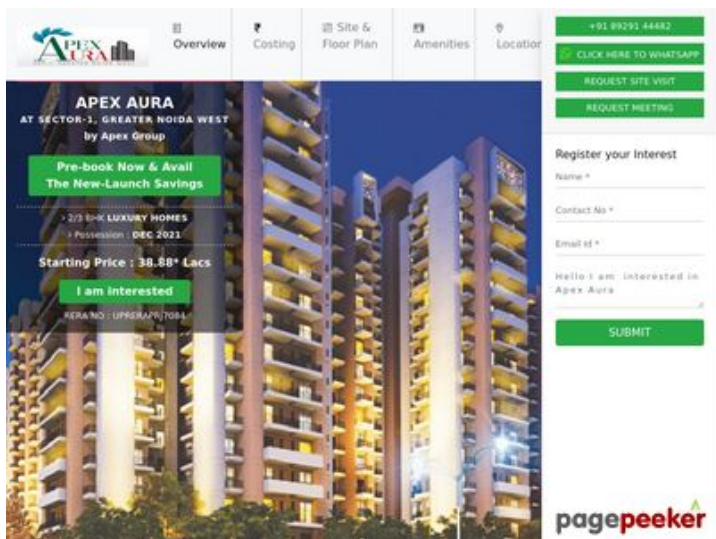 APEX
AURA
Overview
Costing
Site &
Floor Plan
Amenities
Location
+91 89291 44482
CLICK HERE TO WHATSAPP
REQUEST SITE VISIT
REQUEST MEETING
APEX AURA
AT SECTOR-1, GREATER NOIDA WEST
by Apex Group
Pre-book Now & Avail
The New-Launch Savings
› 2/3 BHK LUXURY HOMES
› Possession : DEC 2021
Starting Price : 38.88* Lacs
I am interested
RERA NO : UPRERAPRJ7084
Register your Interest
Name *
Contact No *
Email Id *
Hello I am interested in
Apex Aura
SUBMIT
pagepeeker